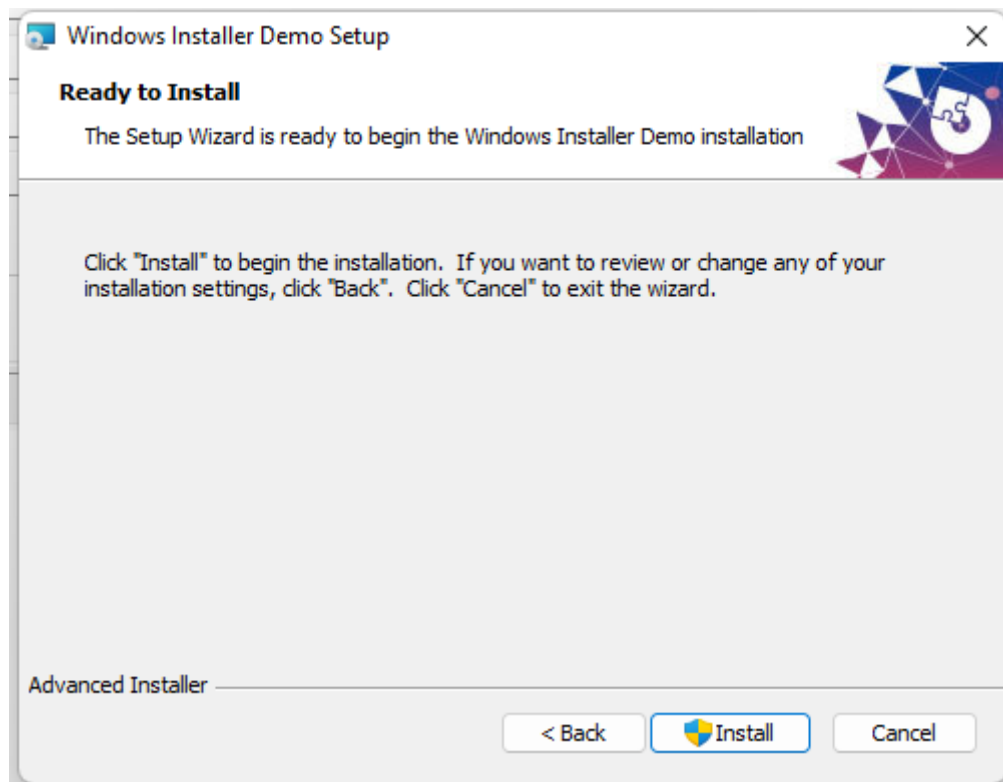 Windows Installer Demo Setup
Ready to Install
The Setup Wizard is ready to begin the Windows Installer Demo installation
Click "Install" to begin the installation.  If you want to review or change any of your
installation settings, click "Back".  Click "Cancel" to exit the wizard.
Advanced Installer
< Back
Install
Cancel